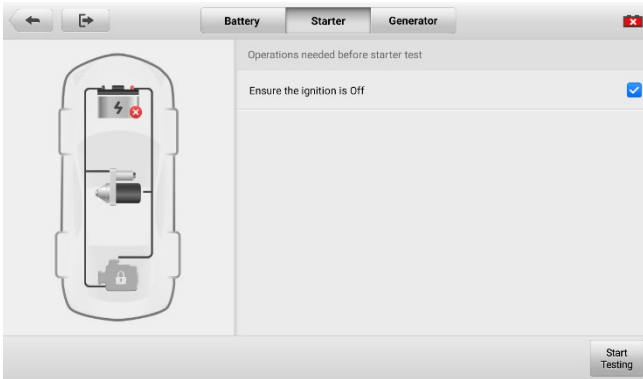 Battery
Starter
Generator
Operations needed before starter test
Ensure the ignition is Off
Start
Testing